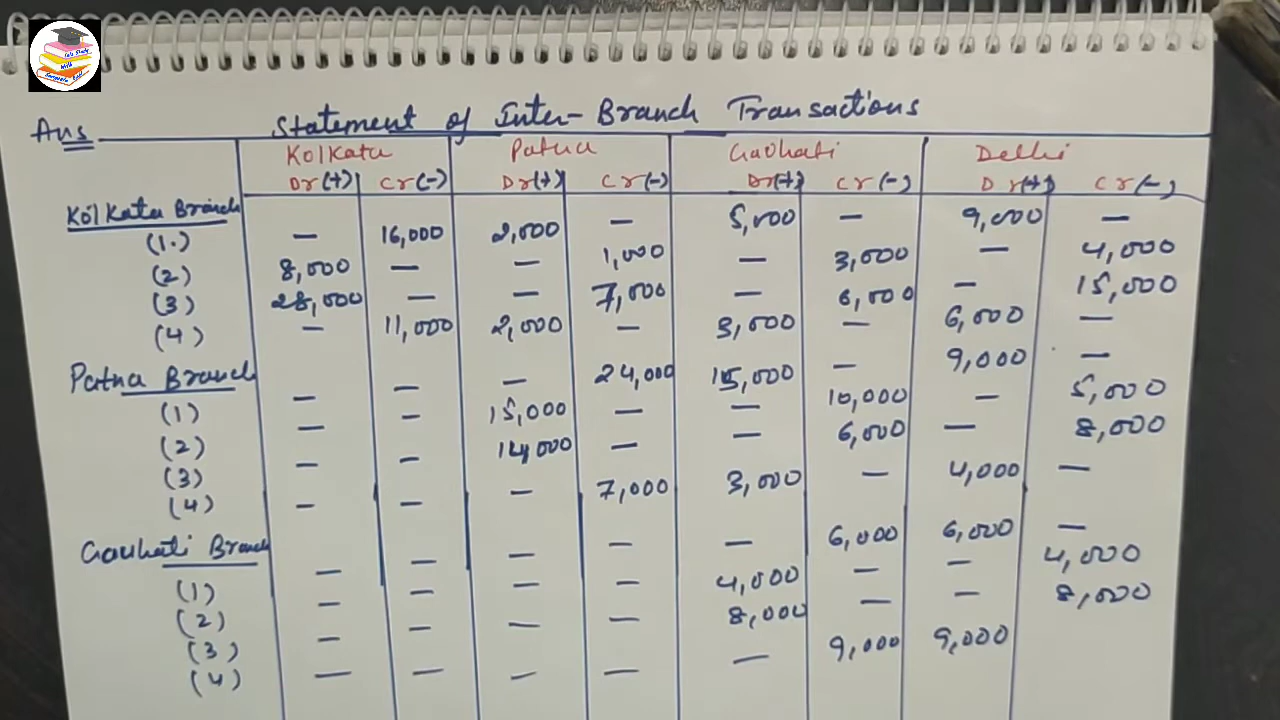 Lets Study With
Ans Statement of Inter-Branch Transactions
Kolkata Patna Gauhati Delhi
Dr(+) Cr(-) Dr(+) Cr(-) Dr(+) Cr(-) Dr(+) Cr(-)
Kolkata Branch
(1.) — 16,000 2,000 — 5,000 — 9,000 —
(2) 8,000 — — 1,000 — 3,000 — 4,000
(3) 28,000 — — 7,000 — 6,000 — 15,000
(4) — 11,000 2,000 — 3,000 — 6,000 —
Patna Branch
(1) — — — 24,000 15,000 — 9,000 —
(2) — — 15,000 — — 10,000 — 5,000
(3) — — 14,000 — — 6,000 — 8,000
(4) — — — 7,000 3,000 — 4,000 —
Gauhati Branch
(1) — — — — — 6,000 6,000 —
(2) — — — — 4,000 — — 4,000
(3) — — — — 8,000 — — 8,000
(4) — — — — — 9,000 9,000